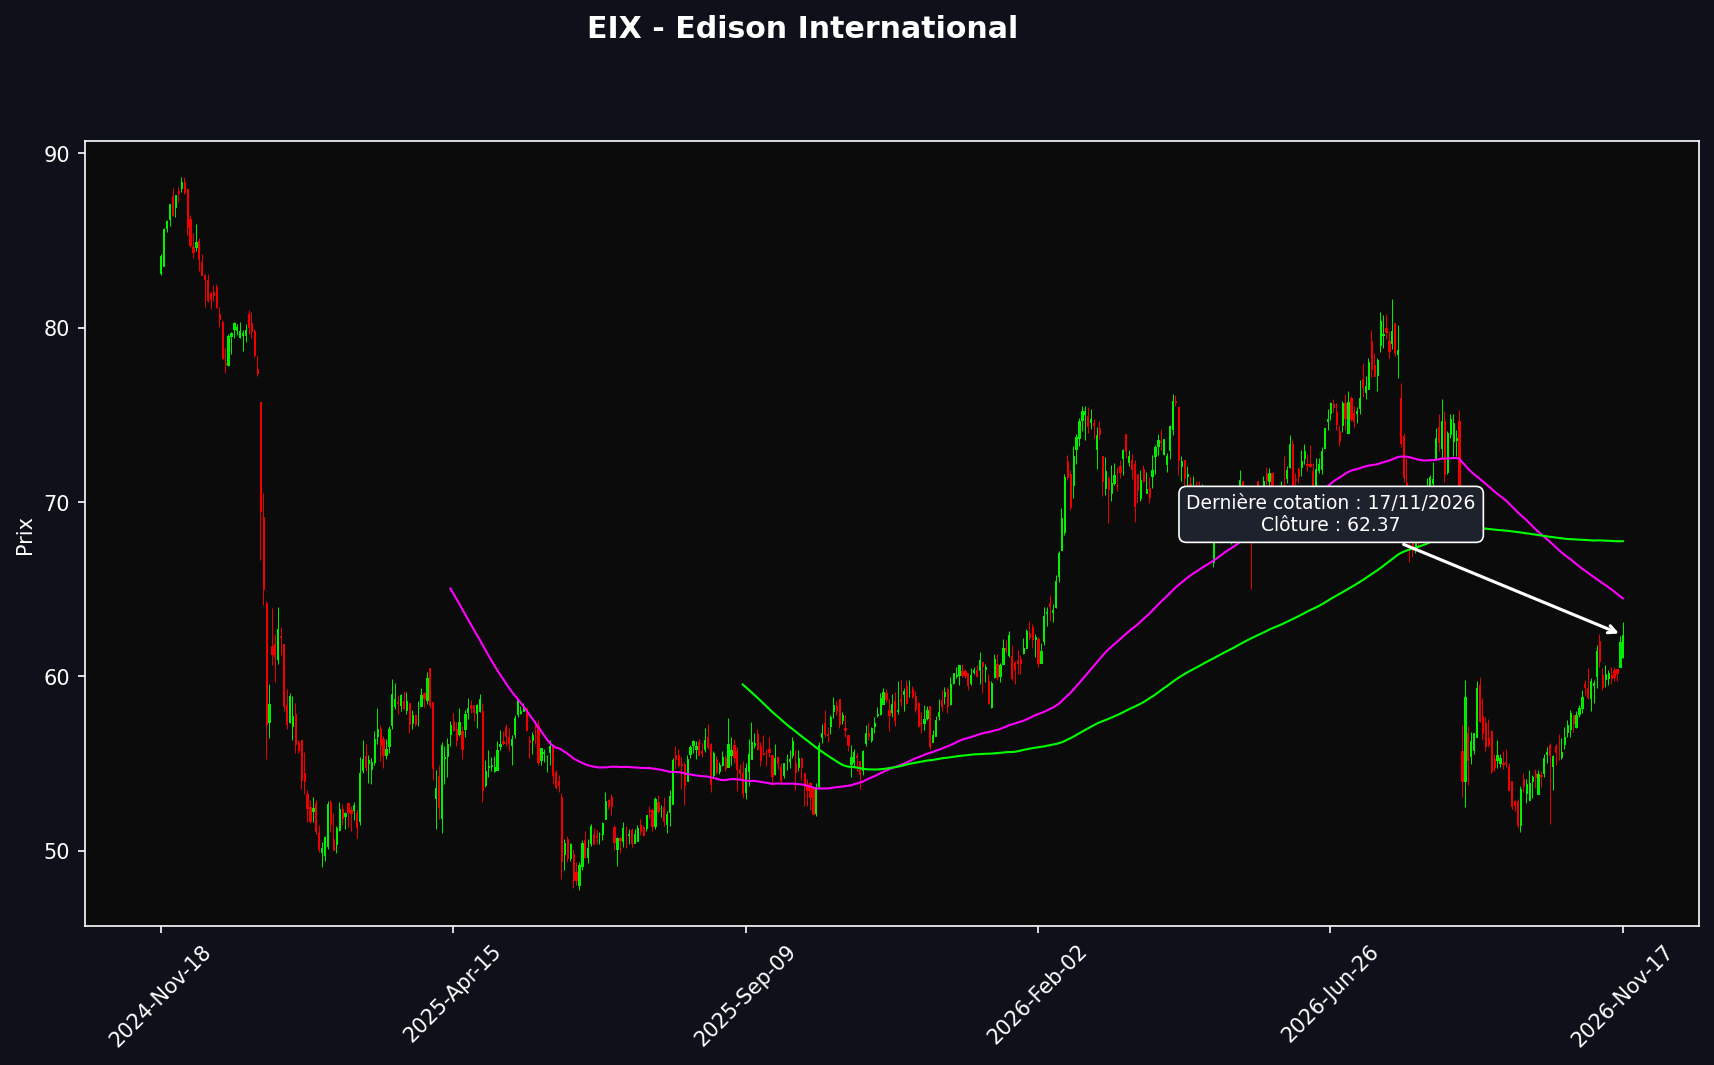 EIX - Edison International
90
80
70
60
50
Prix
Dernière cotation : 17/11/2026
Clôture : 62.37
2024-Nov-18
2025-Apr-15
2025-Sep-09
2026-Feb-02
2026-Jun-26
2026-Nov-17